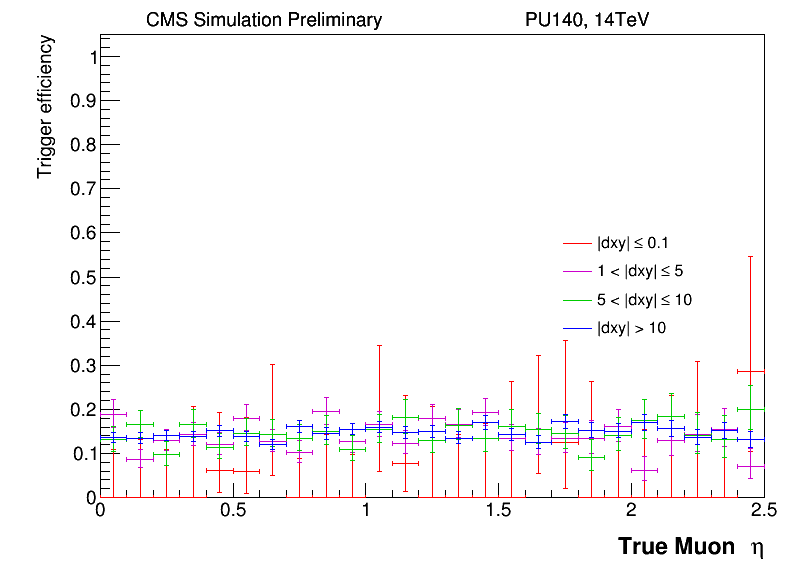 CMS Simulation Preliminary PU140, 14TeV
Trigger efficiency
1
0.9
0.8
0.7
0.6
0.5
0.4
0.3
0.2
0.1
0
|dxy| ≤ 0.1
1 < |dxy| ≤ 5
5 < |dxy| ≤ 10
|dxy| > 10
0 0.5 1 1.5 2 2.5
True Muon η